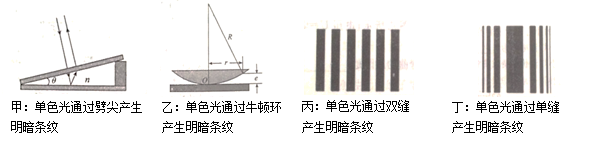 θ n
R
r
e
O
甲：单色光通过劈尖产生
明暗条纹
乙：单色光通过牛顿环
产生明暗条纹
丙：单色光通过双缝
产生明暗条纹
丁：单色光通过单缝
产生明暗条纹